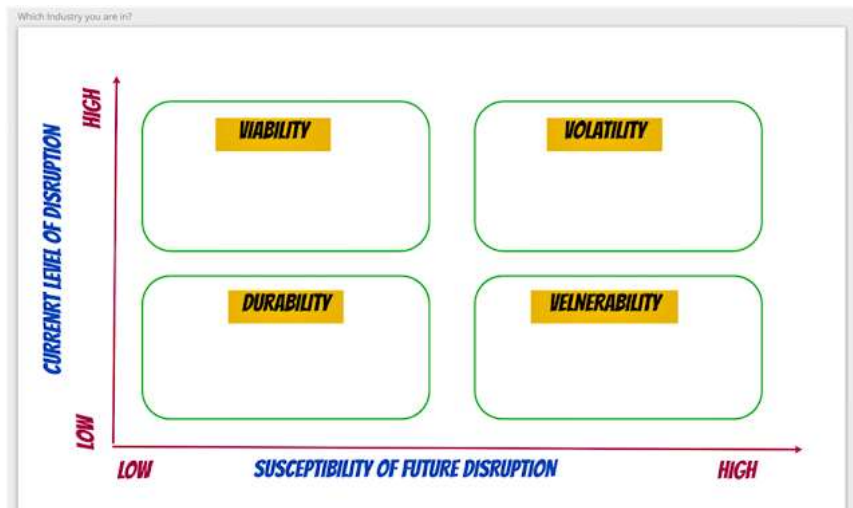 Which Industry you are in?
HIGH
VIABILITY
VOLATILITY
CURRENRT LEVEL OF DISRUPTION
DURABILITY
VELNERABILITY
LOW
LOW
SUSCEPTIBILITY OF FUTURE DISRUPTION
HIGH